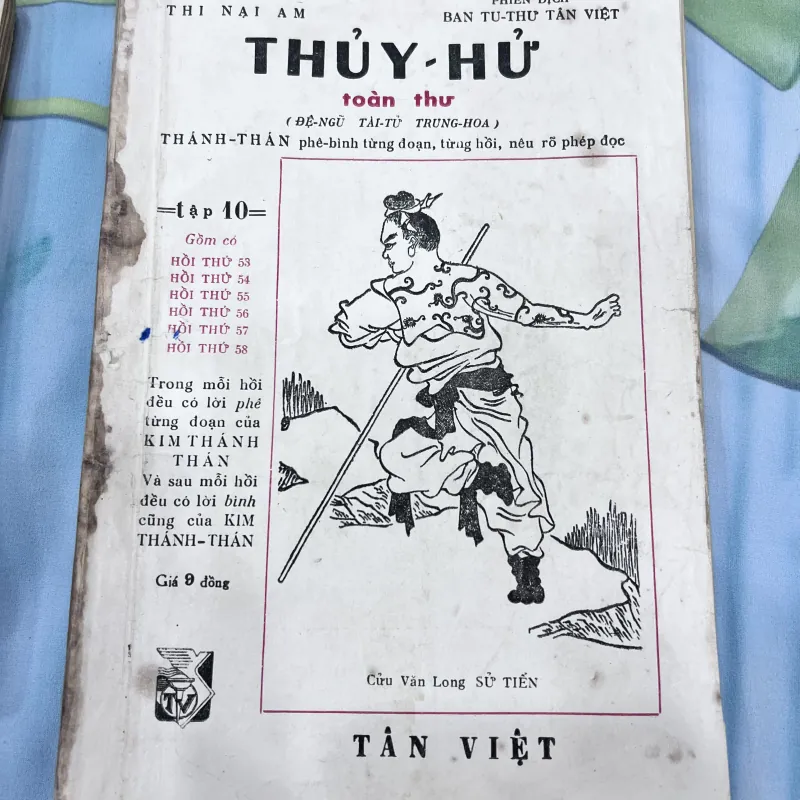 THI NẠI AM
PHIÊN DỊCH
BAN TU-THƯ TÂN VIỆT
THỦY-HỬ
toàn thư
( ĐỆ-NGŨ TÀI-TỬ TRUNG-HOA )
THÁNH-THÁN phê-bình từng đoạn, từng hồi, nêu rõ phép đọc
=tập 10=
Gồm có
HỒI THỨ 53
HỒI THỨ 54
HỒI THỨ 55
HỒI THỨ 56
HỒI THỨ 57
HỒI THỨ 58
Trong mỗi hồi
đều có lời phê
từng đoạn của
KIM THÁNH
THÁN
Và sau mỗi hồi
đều có lời bình
cũng của KIM
THÁNH-THÁN
Giá 9 đồng
TV
Cửu Văn Long SỬ TIẾN
TÂN VIỆT